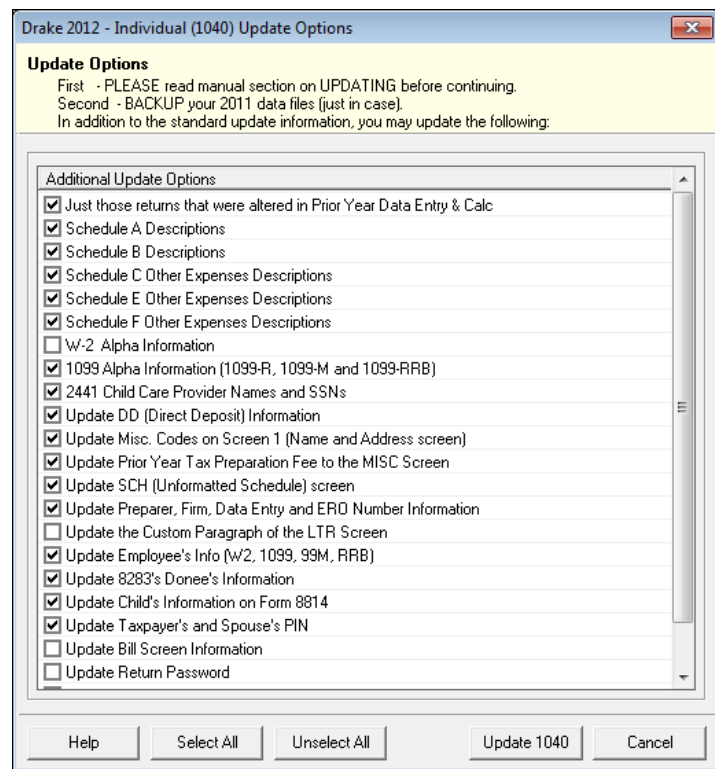 Drake 2012 - Individual (1040) Update Options
Update Options
First - PLEASE read manual section on UPDATING before continuing.
Second - BACKUP your 2011 data files (just in case).
In addition to the standard update information, you may update the following:
Additional Update Options
Just those returns that were altered in Prior Year Data Entry & Calc
Schedule A Descriptions
Schedule B Descriptions
Schedule C Other Expenses Descriptions
Schedule E Other Expenses Descriptions
Schedule F Other Expenses Descriptions
W-2 Alpha Information
1099 Alpha Information (1099-R, 1099-M and 1099-RRB)
2441 Child Care Provider Names and SSNs
Update DD (Direct Deposit) Information
Update Misc. Codes on Screen 1 (Name and Address screen)
Update Prior Year Tax Preparation Fee to the MISC Screen
Update SCH (Unformatted Schedule) screen
Update Preparer, Firm, Data Entry and ERO Number Information
Update the Custom Paragraph of the LTR Screen
Update Employee's Info (W2, 1099, 99M, RRB)
Update 8283's Donee's Information
Update Child's Information on Form 8814
Update Taxpayer's and Spouse's PIN
Update Bill Screen Information
Update Return Password
Help Select All Unselect All Update 1040 Cancel